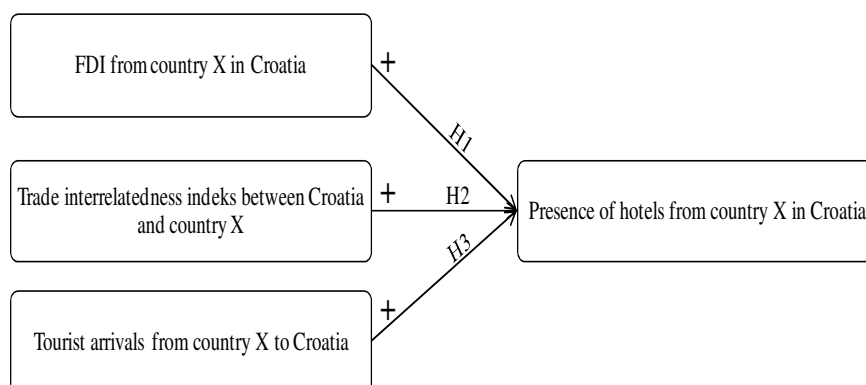 FDI from country X in Croatia
+
H1
Trade interrelatedness indeks between Croatia
and country X
+
H2
Presence of hotels from country X in Croatia
H3
+
Tourist arrivals from country X to Croatia